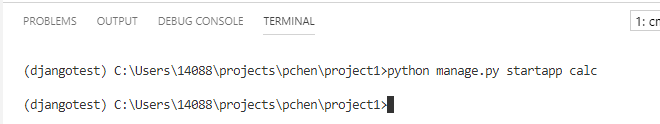 PROBLEMS OUTPUT DEBUG CONSOLE TERMINAL 1: cm
(djangotest) C:\Users\14088\projects\pchen\project1>python manage.py startapp calc
(djangotest) C:\Users\14088\projects\pchen\project1>